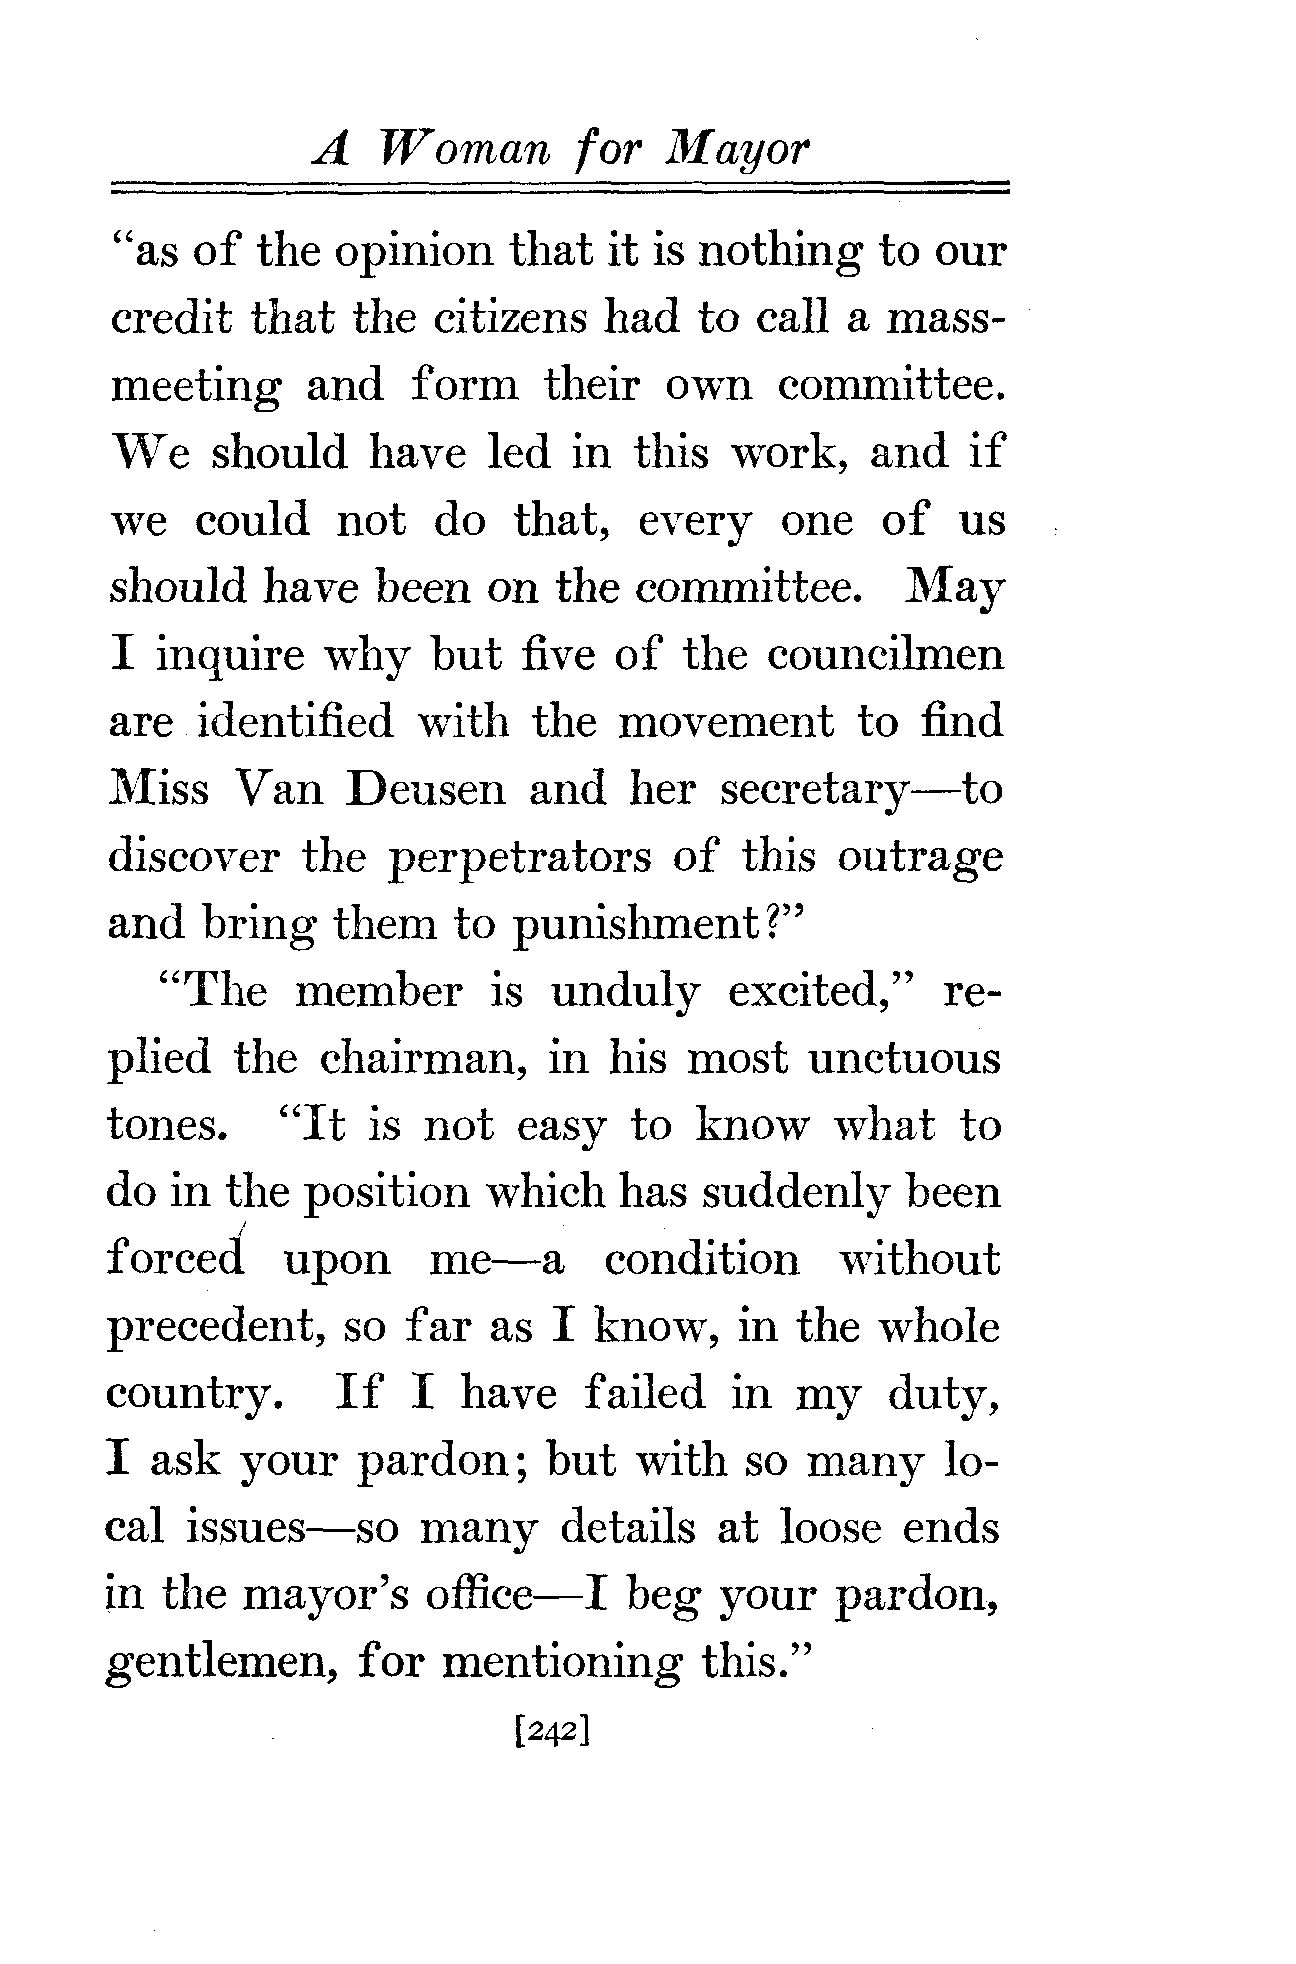 A Woman for Mayor
“as of the opinion that it is nothing to our
credit that the citizens had to call a mass-
meeting and form their own committee.
We should have led in this work, and if
we could not do that, every one of us
should have been on the committee. May
I inquire why but five of the councilmen
are identified with the movement to find
Miss Van Deusen and her secretary—to
discover the perpetrators of this outrage
and bring them to punishment?”
“The member is unduly excited,” re-
plied the chairman, in his most unctuous
tones. “It is not easy to know what to
do in the position which has suddenly been
forced upon me—a condition without
precedent, so far as I know, in the whole
country. If I have failed in my duty,
I ask your pardon; but with so many lo-
cal issues—so many details at loose ends
in the mayor’s office—I beg your pardon,
gentlemen, for mentioning this.”
[242]